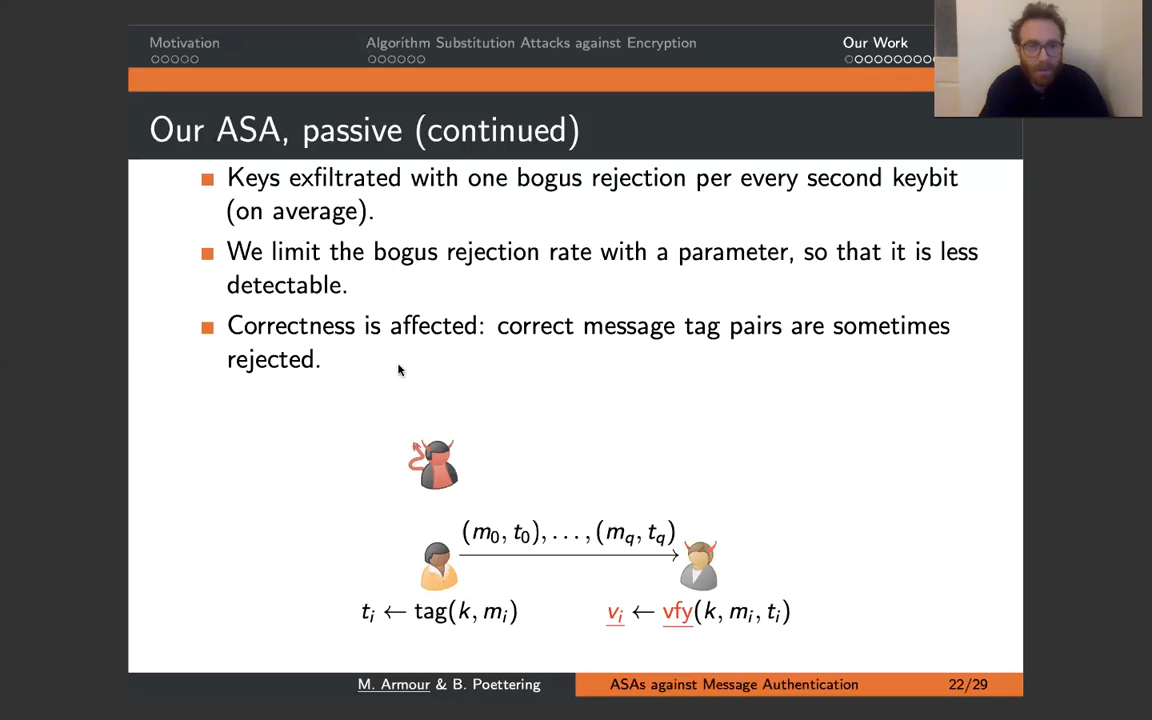 Motivation
Algorithm Substitution Attacks against Encryption
Our Work
Our ASA, passive (continued)
Keys exfiltrated with one bogus rejection per every second keybit
(on average).
We limit the bogus rejection rate with a parameter, so that it is less
detectable.
Correctness is affected: correct message tag pairs are sometimes
rejected.
(m₀, t₀), . . . , (m_q, t_q)
tᵢ ← tag(k, mᵢ)
vᵢ ← vfy(k, mᵢ, tᵢ)
M. Armour & B. Poettering
ASAs against Message Authentication
22/29